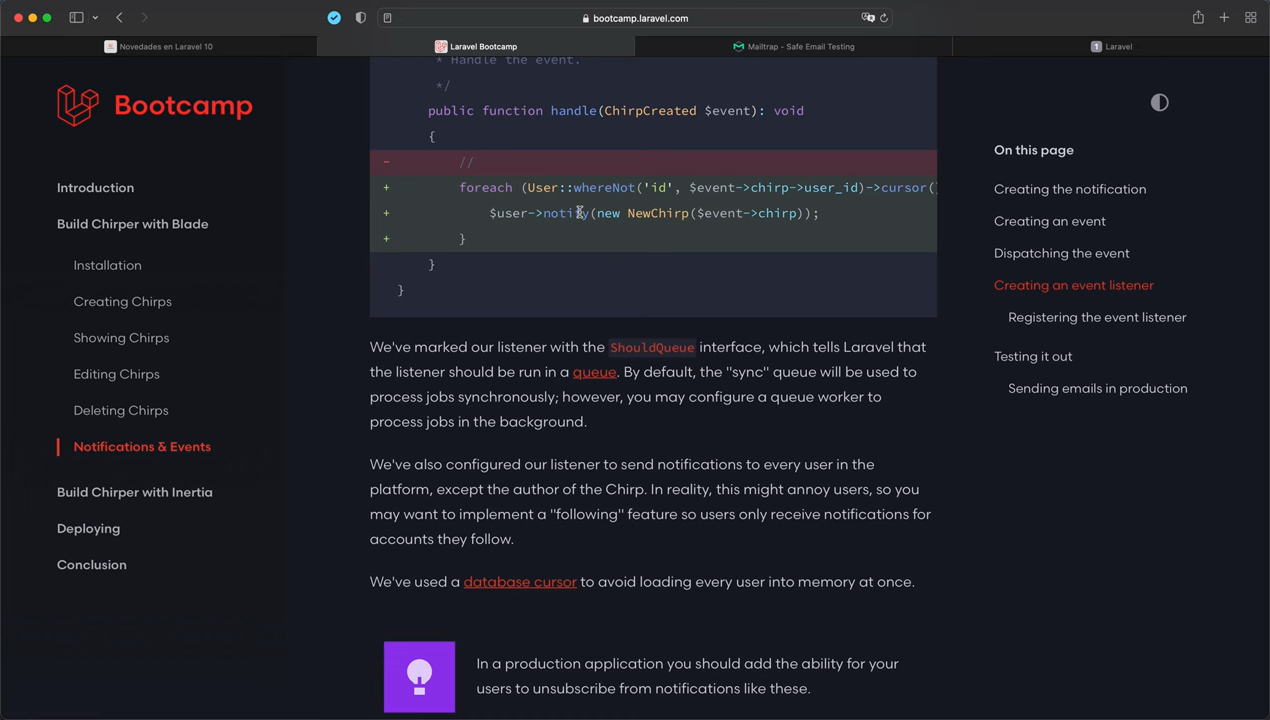 bootcamp.laravel.com
Novedades en Laravel 10
Laravel Bootcamp
Mailtrap - Safe Email Testing
1 Laravel
Bootcamp
Introduction
Build Chirper with Blade
Installation
Creating Chirps
Showing Chirps
Editing Chirps
Deleting Chirps
Notifications & Events
Build Chirper with Inertia
Deploying
Conclusion
* Handle the event.
*/
public function handle(ChirpCreated $event): void
{
- //
+ foreach (User::whereNot('id', $event->chirp->user_id)->cursor()
+ $user->notify(new NewChirp($event->chirp));
+ }
}
}
We've marked our listener with the ShouldQueue interface, which tells Laravel that
the listener should be run in a queue. By default, the "sync" queue will be used to
process jobs synchronously; however, you may configure a queue worker to
process jobs in the background.
We've also configured our listener to send notifications to every user in the
platform, except the author of the Chirp. In reality, this might annoy users, so you
may want to implement a "following" feature so users only receive notifications for
accounts they follow.
We've used a database cursor to avoid loading every user into memory at once.
In a production application you should add the ability for your
users to unsubscribe from notifications like these.
On this page
Creating the notification
Creating an event
Dispatching the event
Creating an event listener
Registering the event listener
Testing it out
Sending emails in production